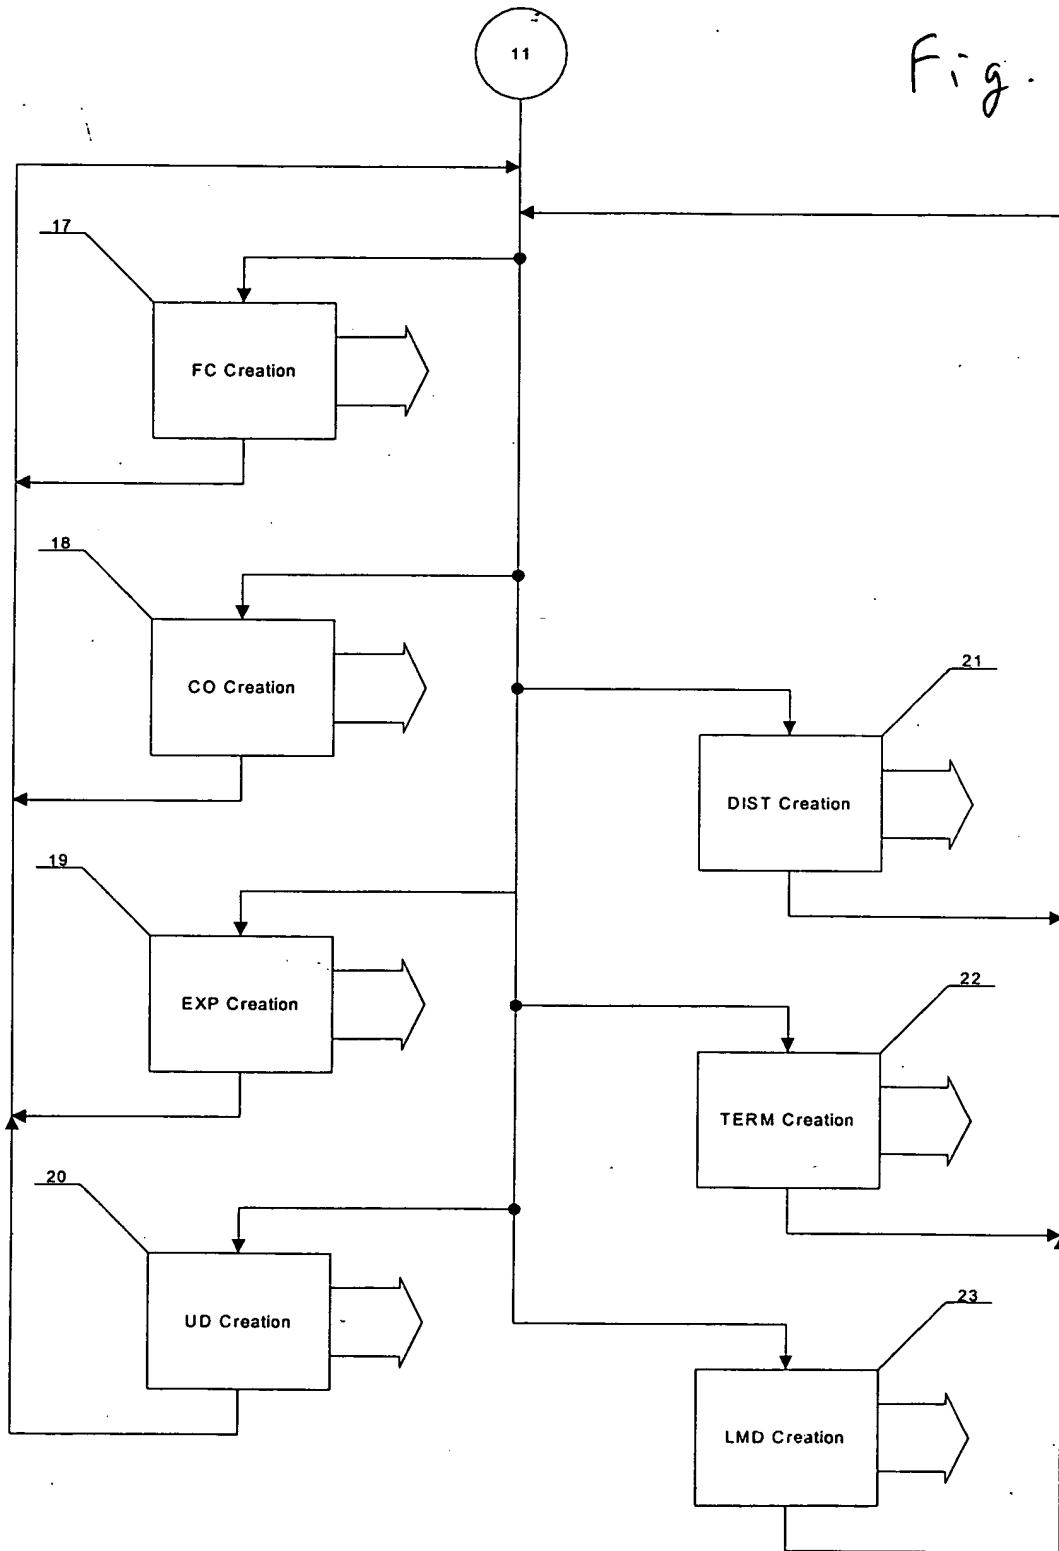 11
Fig.
17
FC Creation
18
CO Creation
21
DIST Creation
19
EXP Creation
22
TERM Creation
20
UD Creation
23
LMD Creation